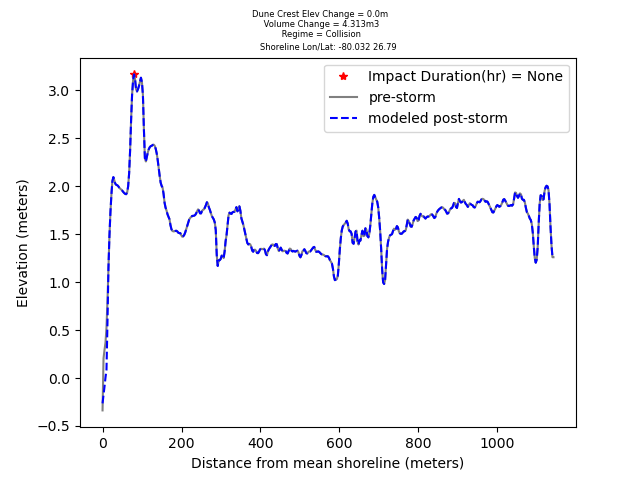 Dune Crest Elev Change = 0.0m
Volume Change = 4.313m3
Regime = Collision
Shoreline Lon/Lat: -80.032 26.79
Impact Duration(hr) = None
pre-storm
modeled post-storm
Elevation (meters)
3.0
2.5
2.0
1.5
1.0
0.5
0.0
−0.5
0 200 400 600 800 1000
Distance from mean shoreline (meters)